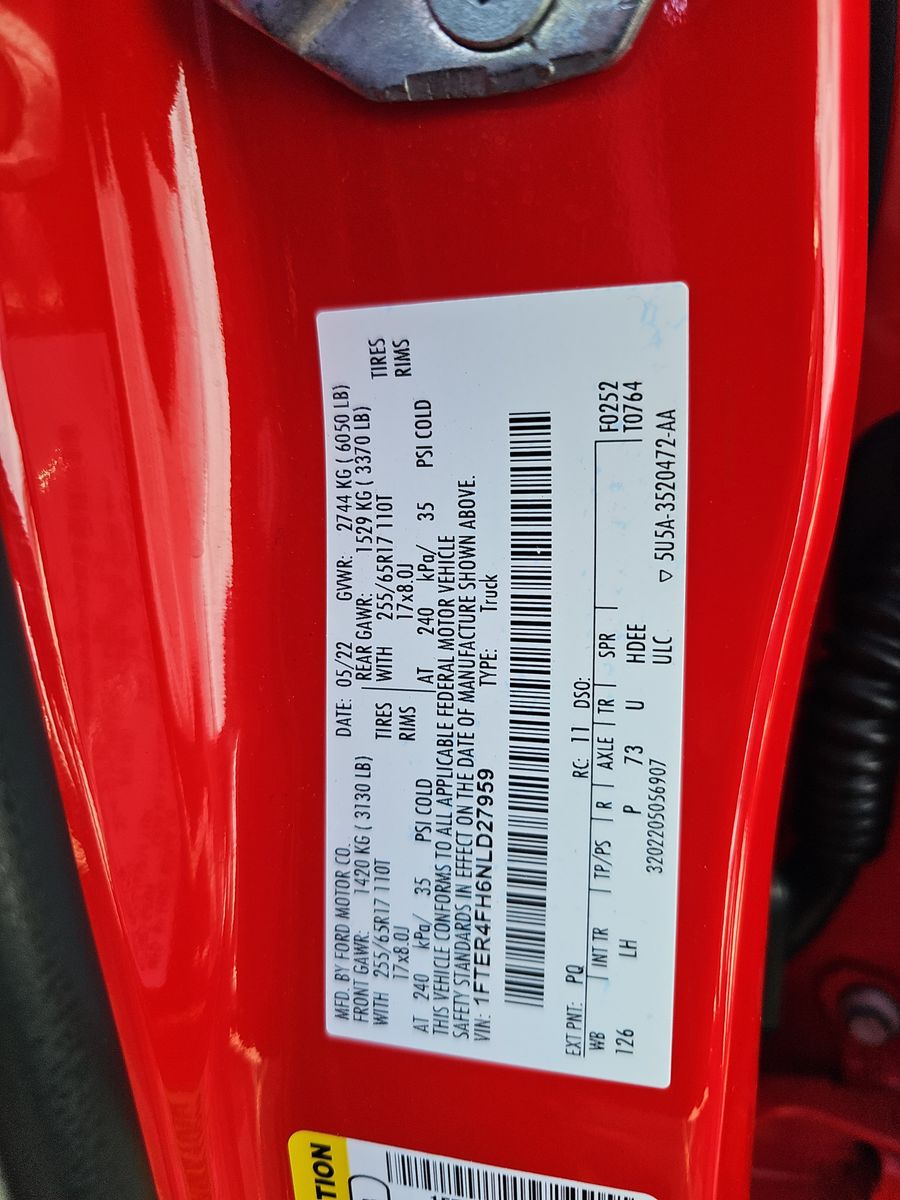 MFD. BY FORD MOTOR CO. DATE: 05/22 GVWR: 2744 KG ( 6050 LB)
FRONT GAWR: 1420 KG ( 3130 LB) REAR GAWR: 1529 KG ( 3370 LB)
WITH 255/65R17 110T TIRES WITH 255/65R17 110T TIRES
17x8.0J RIMS 17x8.0J RIMS
AT 240 kPa/ 35 PSI COLD AT 240 kPa/ 35 PSI COLD
THIS VEHICLE CONFORMS TO ALL APPLICABLE FEDERAL MOTOR VEHICLE
SAFETY STANDARDS IN EFFECT ON THE DATE OF MANUFACTURE SHOWN ABOVE.
VIN: 1FTER4FH6NLD27959 TYPE: Truck
EXT PNT: PQ RC: 11 DSO:
WB INT TR TP/PS R AXLE TR SPR F0252
126 LH P 73 U HDEE T0764
3202205056907 ULC ▽ 5U5A-3520472-AA
TION